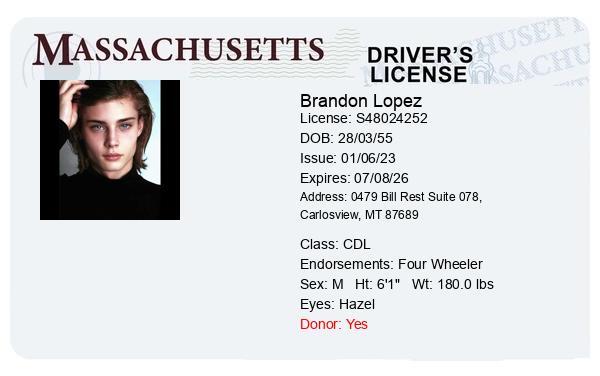 MASSACHUSETTS
DRIVER'S
LICENSE
Brandon Lopez
License: S48024252
DOB: 28/03/55
Issue: 01/06/23
Expires: 07/08/26
Address: 0479 Bill Rest Suite 078,
Carlosview, MT 87689
Class: CDL
Endorsements: Four Wheeler
Sex: M Ht: 6'1" Wt: 180.0 lbs
Eyes: Hazel
Donor: Yes